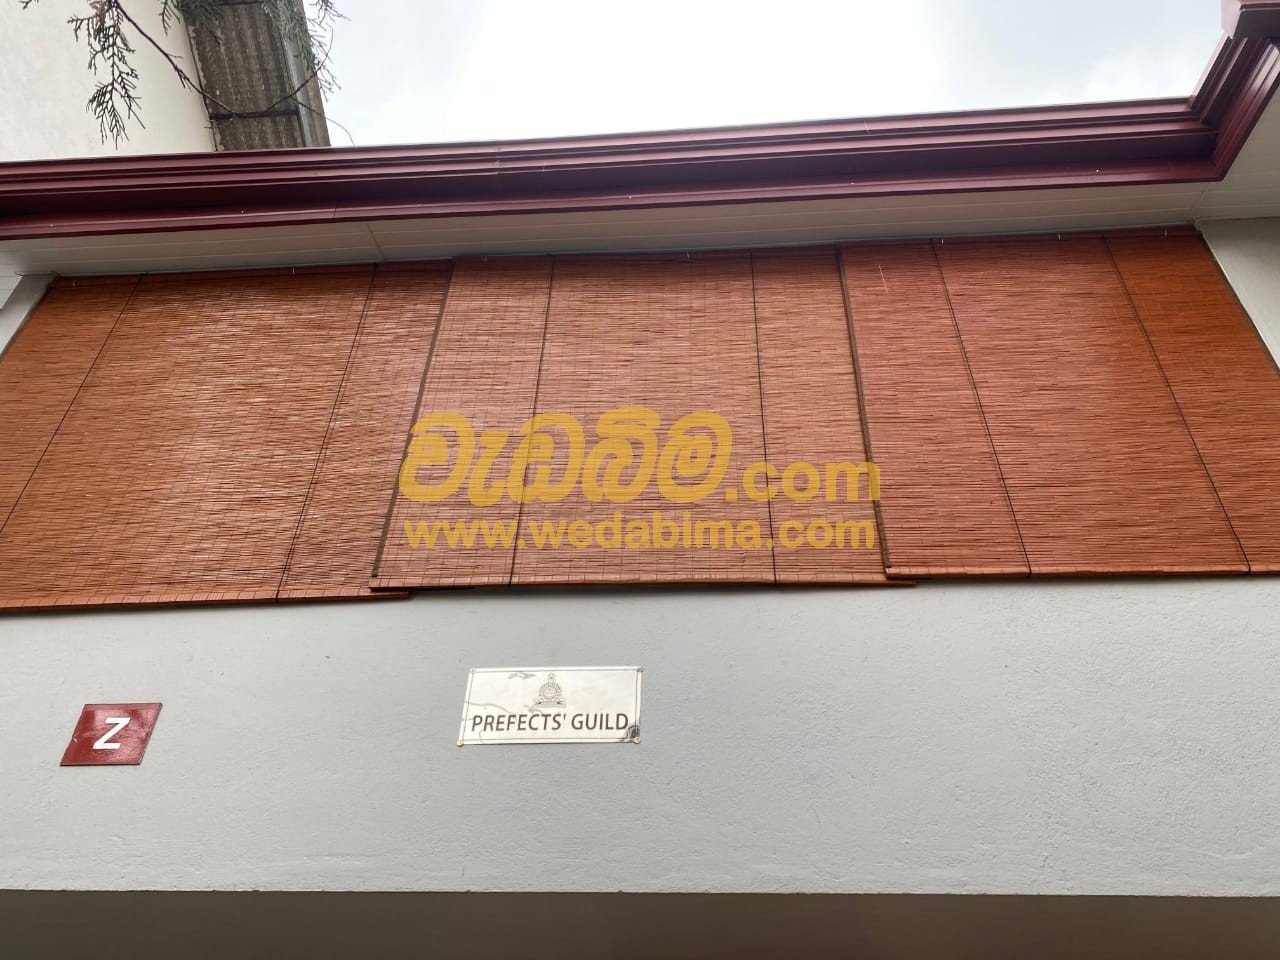 වැඩබිම.com
www.wedabima.com
Z
PREFECTS' GUILD